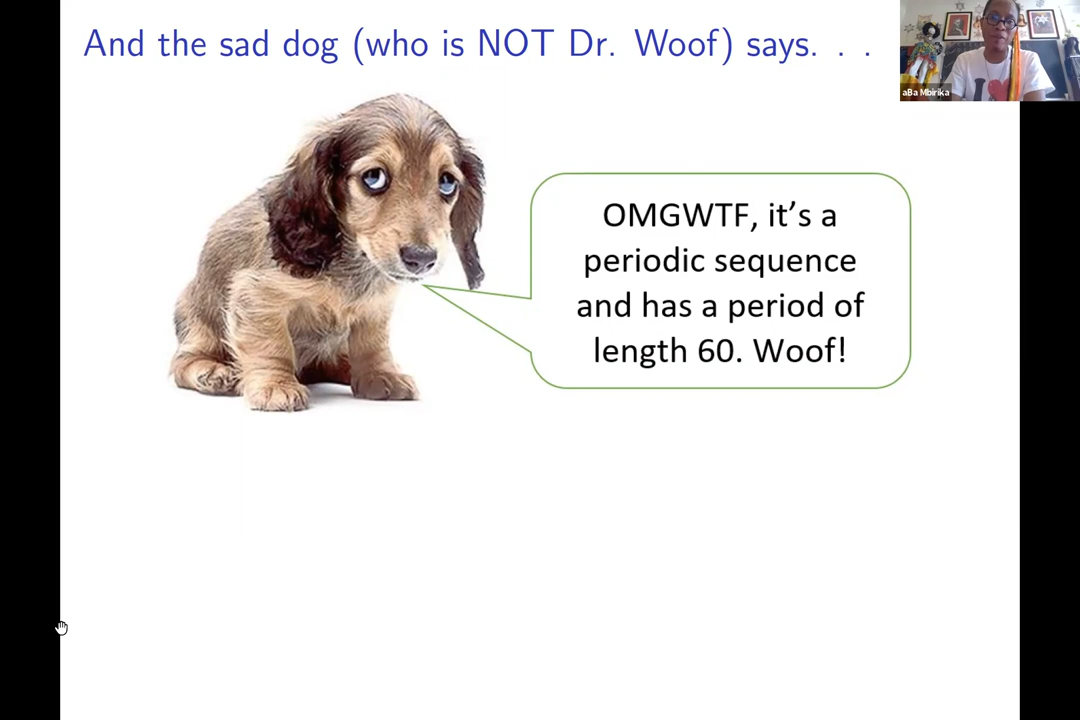 And the sad dog (who is NOT Dr. Woof) says. . .
aBa Mbirika
OMGWTF, it's a
periodic sequence
and has a period of
length 60. Woof!